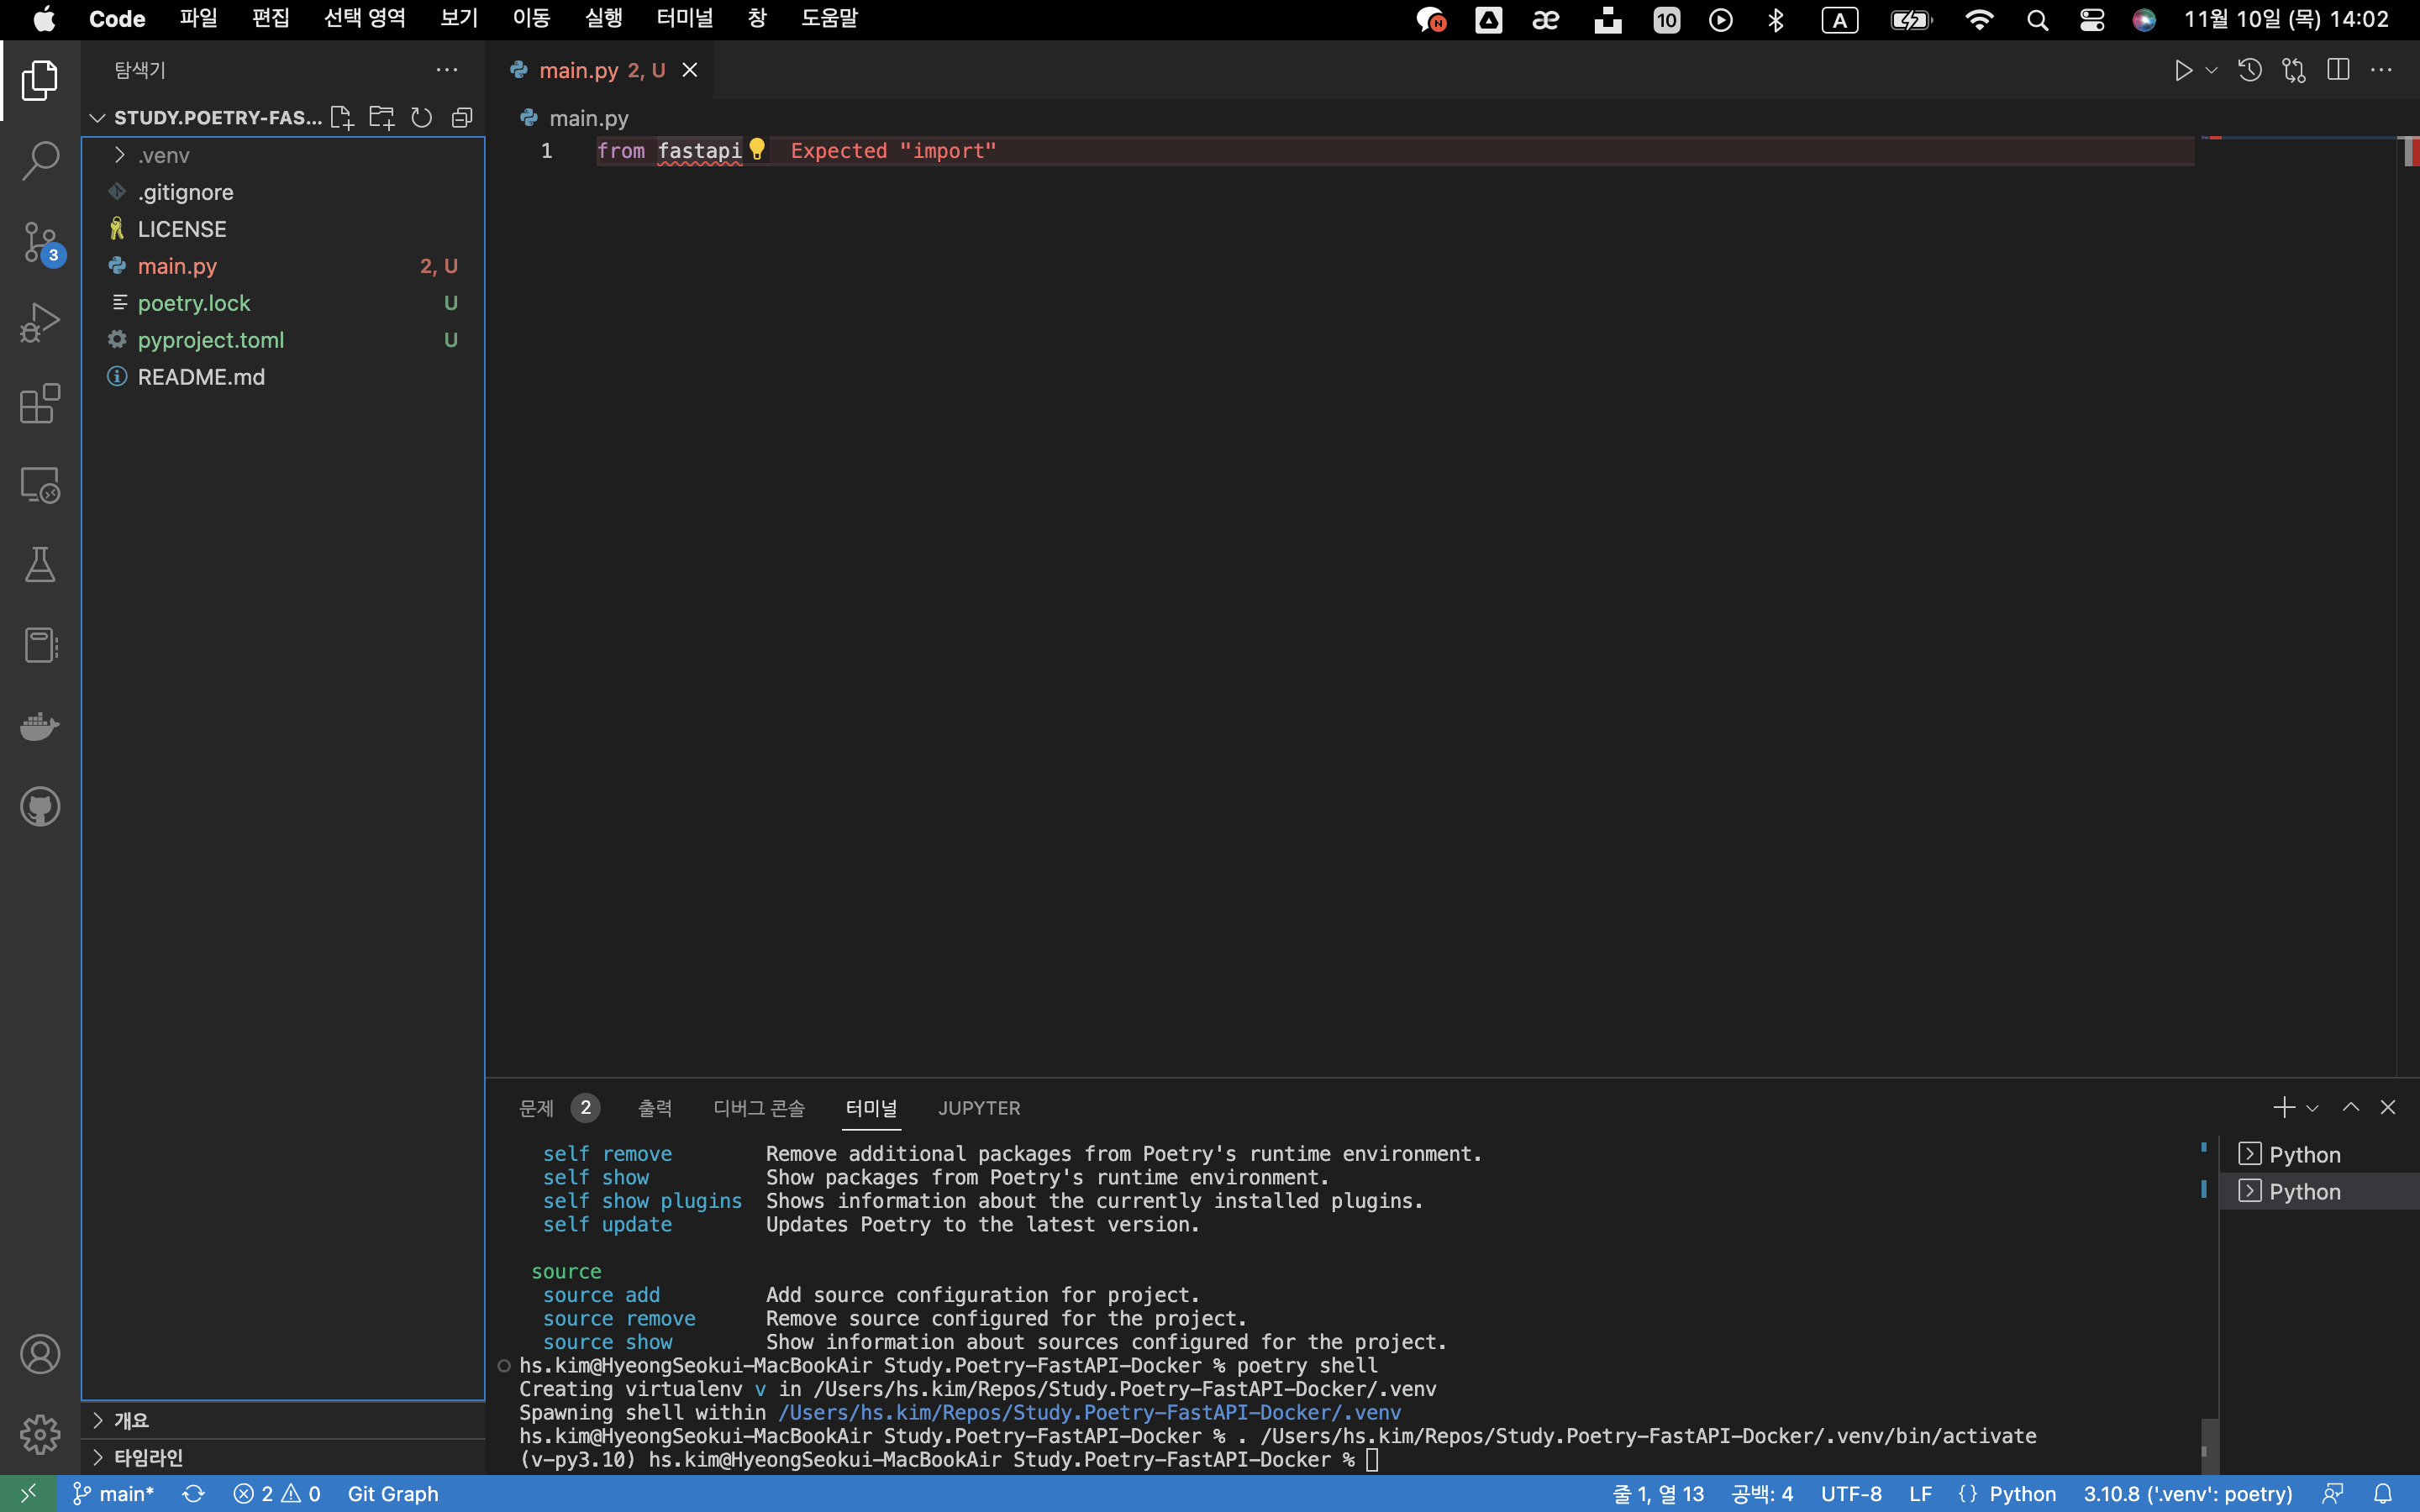 Code 파일 편집 선택 영역 보기 이동 실행 터미널 창 도움말 N æ 10 A 11월 10일 (목) 14:02
탐색기
main.py 2, U
STUDY.POETRY-FAS...
main.py
.venv
.gitignore
LICENSE
main.py 2, U
poetry.lock U
pyproject.toml U
README.md
3
1 from fastapi Expected "import"
문제 2 출력 디버그 콘솔 터미널 JUPYTER
self remove Remove additional packages from Poetry's runtime environment.
self show Show packages from Poetry's runtime environment.
self show plugins Shows information about the currently installed plugins.
self update Updates Poetry to the latest version.
source
source add Add source configuration for project.
source remove Remove source configured for the project.
source show Show information about sources configured for the project.
hs.kim@HyeongSeokui-MacBookAir Study.Poetry-FastAPI-Docker % poetry shell
Creating virtualenv v in /Users/hs.kim/Repos/Study.Poetry-FastAPI-Docker/.venv
Spawning shell within /Users/hs.kim/Repos/Study.Poetry-FastAPI-Docker/.venv
hs.kim@HyeongSeokui-MacBookAir Study.Poetry-FastAPI-Docker % . /Users/hs.kim/Repos/Study.Poetry-FastAPI-Docker/.venv/bin/activate
(v-py3.10) hs.kim@HyeongSeokui-MacBookAir Study.Poetry-FastAPI-Docker %
Python
Python
개요
타임라인
main* 2 0 Git Graph 줄 1, 열 13 공백: 4 UTF-8 LF {} Python 3.10.8 ('.venv': poetry)